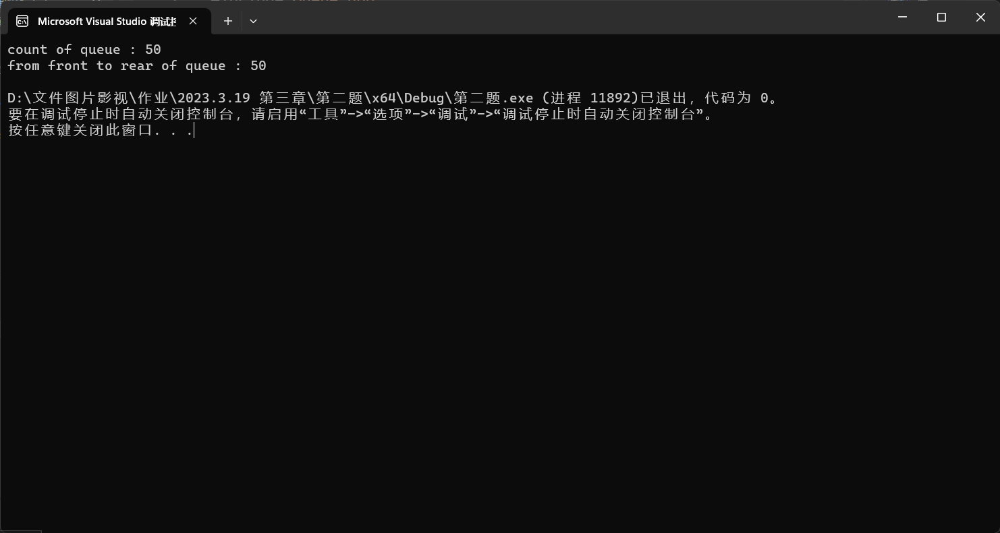 Microsoft Visual Studio 调试
count of queue : 50
from front to rear of queue : 50
D:\文件图片影视\作业\2023.3.19 第三章\第二题\x64\Debug\第二题.exe (进程 11892)已退出，代码为 0。
要在调试停止时自动关闭控制台，请启用“工具”->“选项”->“调试”->“调试停止时自动关闭控制台”。
按任意键关闭此窗口. . .